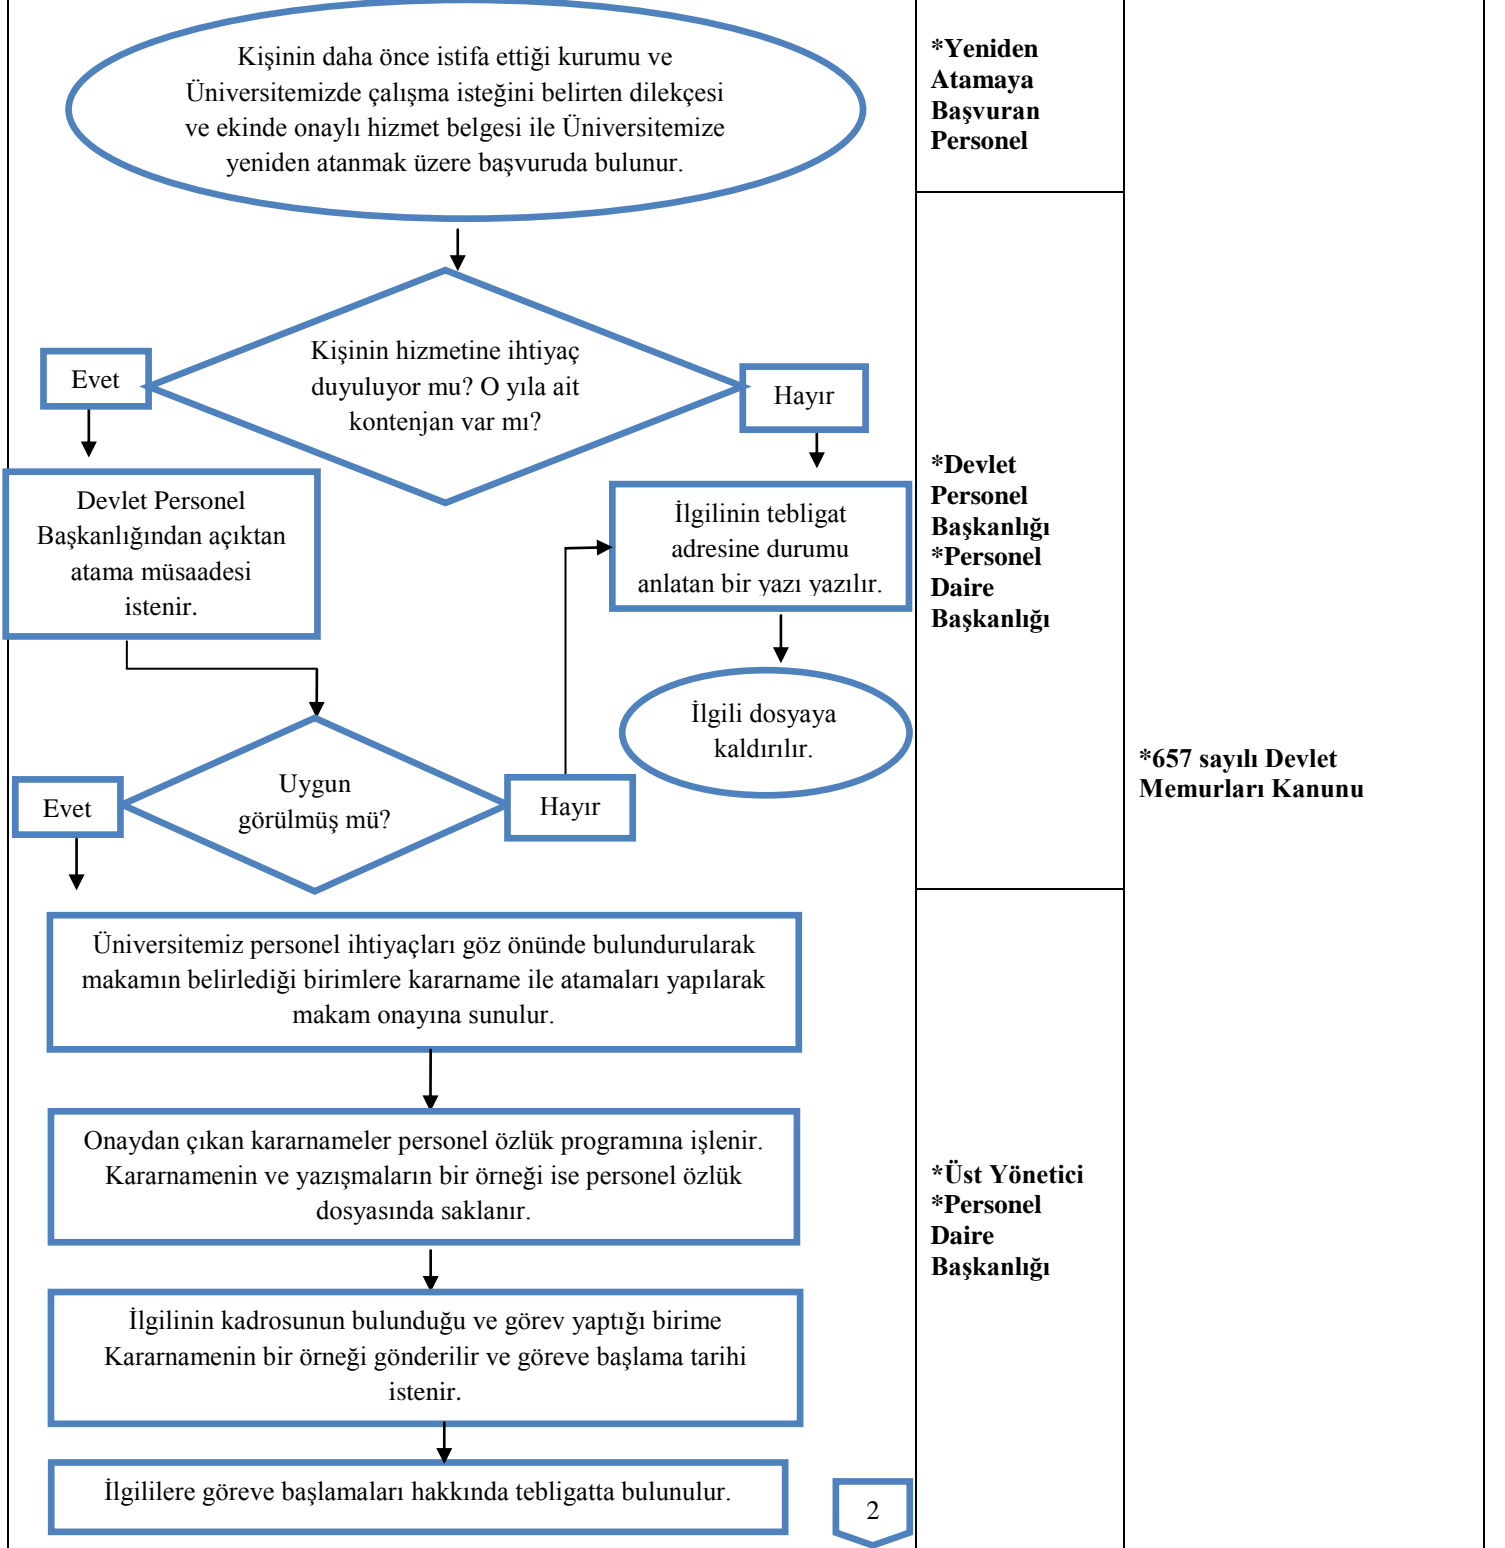 Kişinin daha önce istifa ettiği kurumu ve
Üniversitemizde çalışma isteğini belirten dilekçesi
ve ekinde onaylı hizmet belgesi ile Üniversitemize
yeniden atanmak üzere başvuruda bulunur.
*Yeniden
Atamaya
Başvuran
Personel
Kişinin hizmetine ihtiyaç
duyuluyor mu? O yıla ait
kontenjan var mı?
Evet
Hayır
Devlet Personel
Başkanlığından açıktan
atama müsaadesi
istenir.
İlgilinin tebligat
adresine durumu
anlatan bir yazı yazılır.
İlgili dosyaya
kaldırılır.
Uygun
görülmüş mü?
Evet
Hayır
*Devlet
Personel
Başkanlığı
*Personel
Daire
Başkanlığı
*657 sayılı Devlet
Memurları Kanunu
Üniversitemiz personel ihtiyaçları göz önünde bulundurularak
makamın belirlediği birimlere kararname ile atamaları yapılarak
makam onayına sunulur.
Onaydan çıkan kararnameler personel özlük programına işlenir.
Kararnamenin ve yazışmaların bir örneği ise personel özlük
dosyasında saklanır.
İlgilinin kadrosunun bulunduğu ve görev yaptığı birime
Kararnamenin bir örneği gönderilir ve göreve başlama tarihi
istenir.
İlgililere göreve başlamaları hakkında tebligatta bulunulur.
*Üst Yönetici
*Personel
Daire
Başkanlığı
2